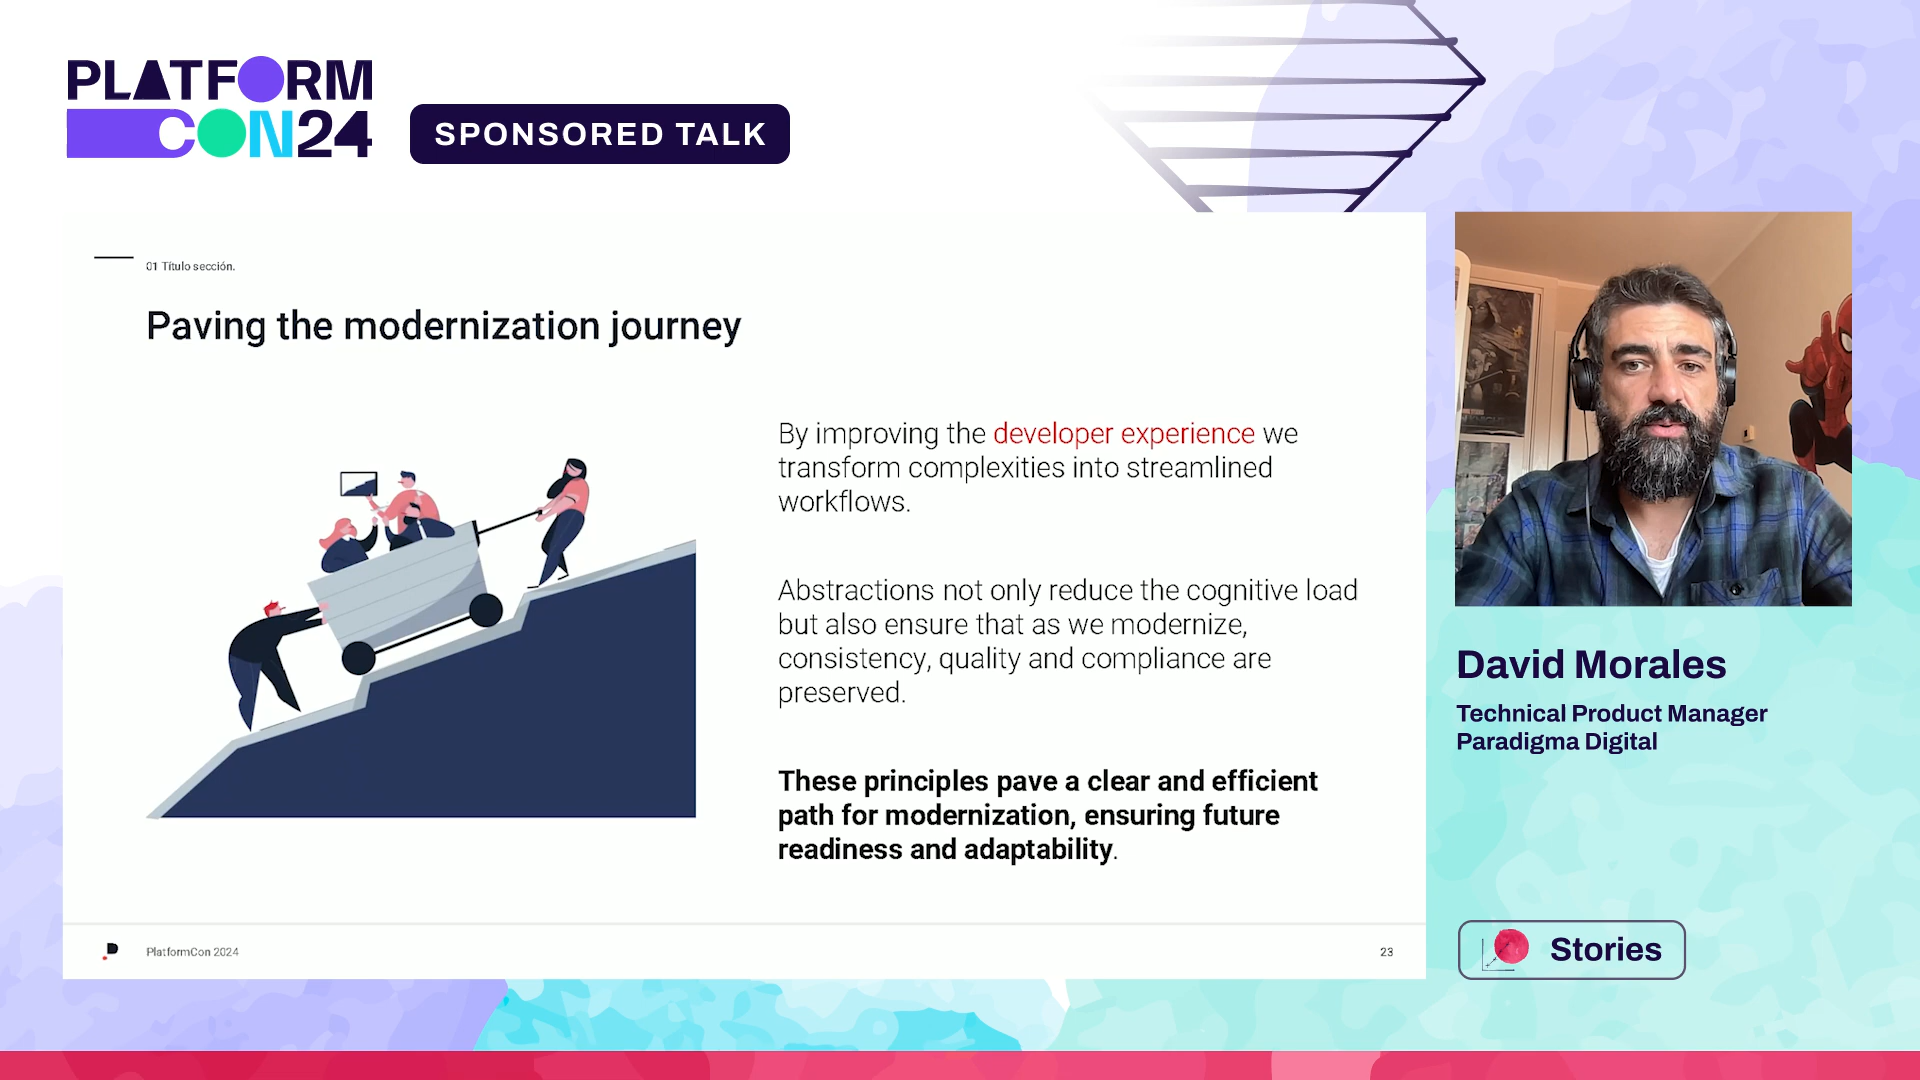 PLATFORM
CON24
SPONSORED TALK
01 Título sección.
Paving the modernization journey
By improving the developer experience we
transform complexities into streamlined
workflows.
Abstractions not only reduce the cognitive load
but also ensure that as we modernize,
consistency, quality and compliance are
preserved.
These principles pave a clear and efficient
path for modernization, ensuring future
readiness and adaptability.
PlatformCon 2024
23
David Morales
Technical Product Manager
Paradigma Digital
Stories